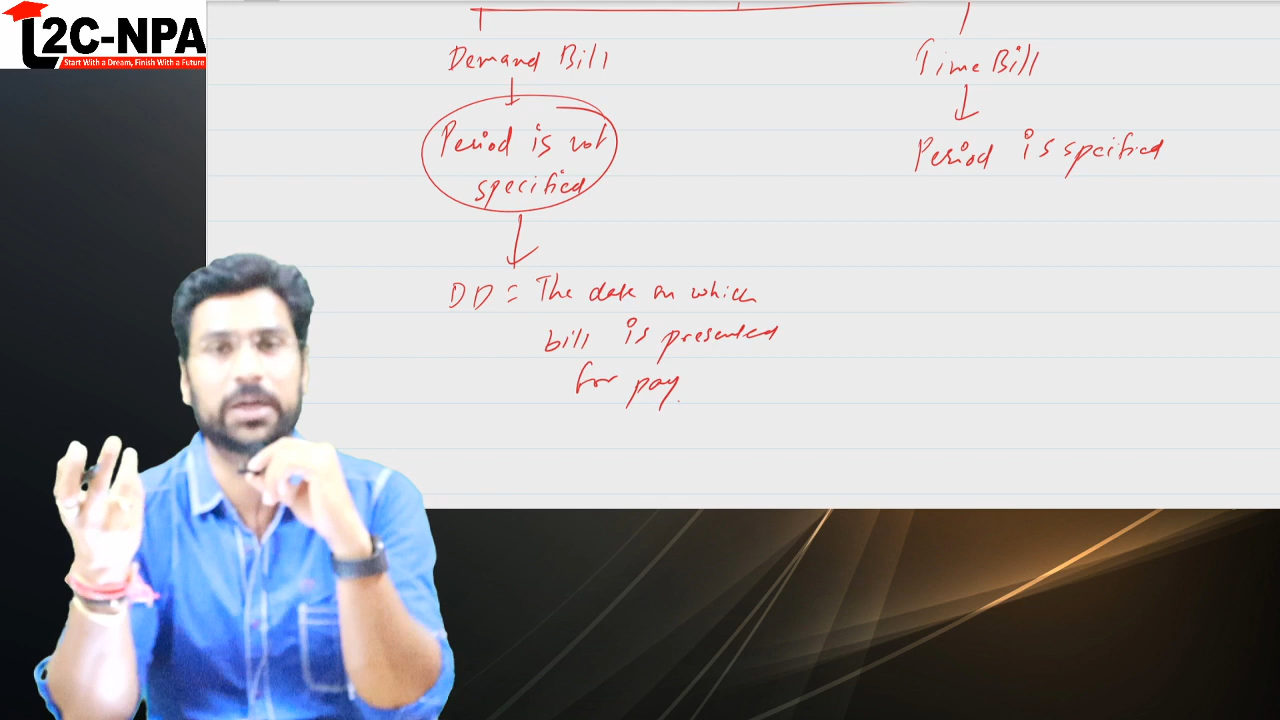 2C-NPA
Start With a Dream, Finish With a Future
Demand Bill
Time Bill
Period is not
specified
Period is specified
DD = The date on which
bill is presented
for pay.